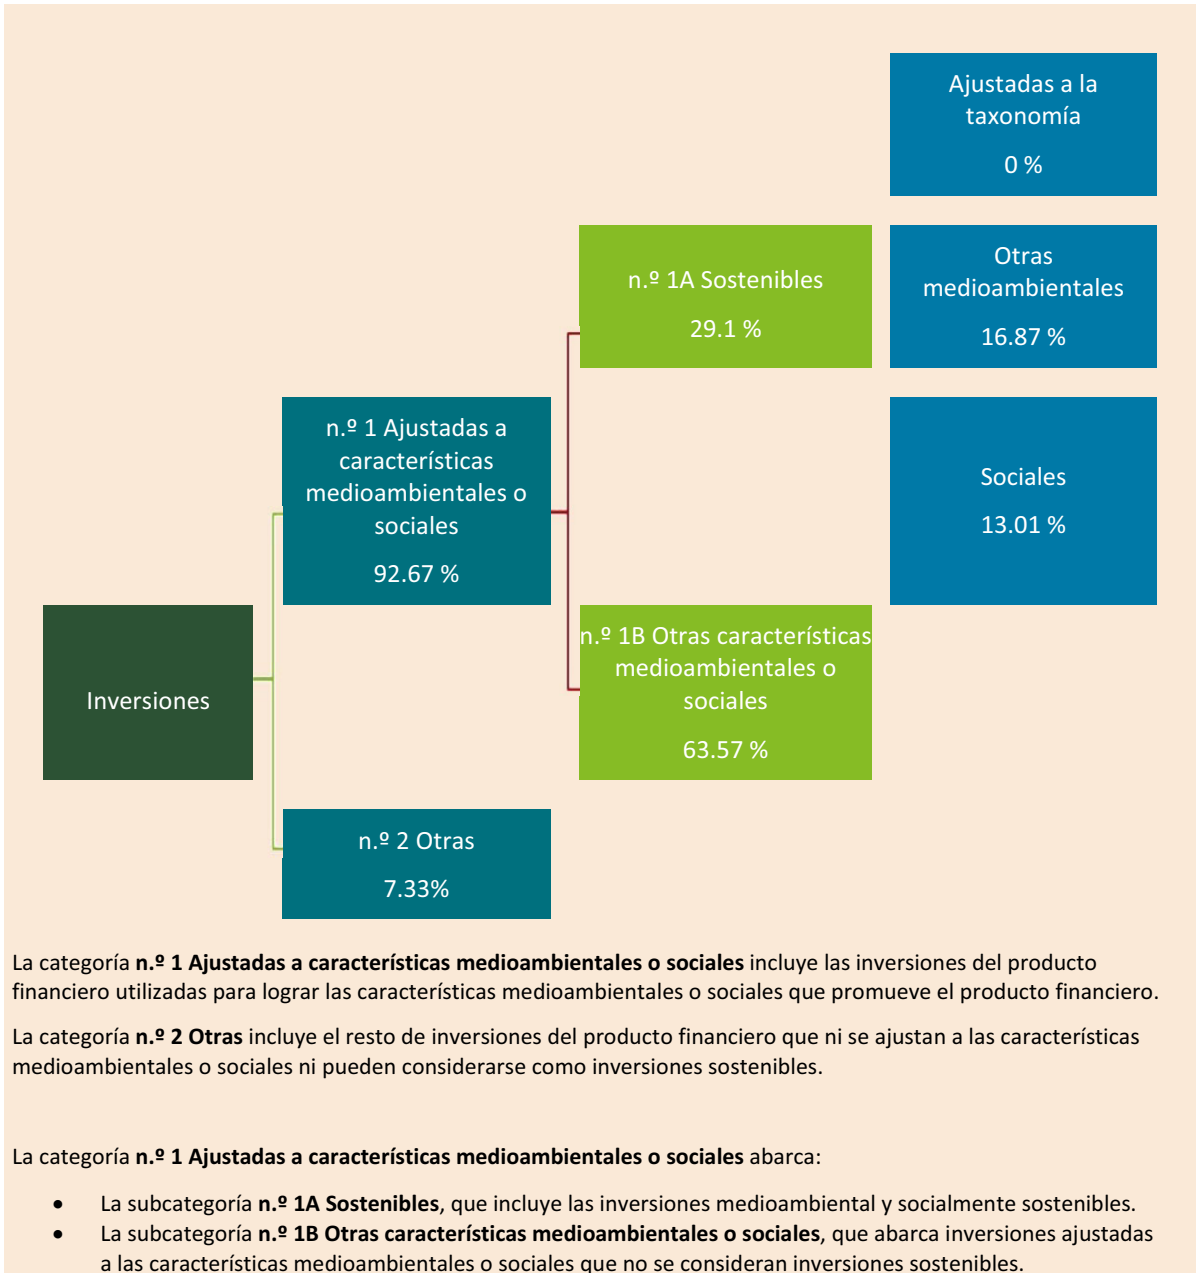 Ajustadas a la
taxonomía
0 %
n.º 1A Sostenibles
29.1 %
Otras
medioambientales
16.87 %
n.º 1 Ajustadas a
características
medioambientales o
sociales
92.67 %
Sociales
13.01 %
Inversiones
n.º 1B Otras características
medioambientales o
sociales
63.57 %
n.º 2 Otras
7.33%
La categoría n.º 1 Ajustadas a características medioambientales o sociales incluye las inversiones del producto
financiero utilizadas para lograr las características medioambientales o sociales que promueve el producto financiero.
La categoría n.º 2 Otras incluye el resto de inversiones del producto financiero que ni se ajustan a las características
medioambientales o sociales ni pueden considerarse como inversiones sostenibles.
La categoría n.º 1 Ajustadas a características medioambientales o sociales abarca:
• La subcategoría n.º 1A Sostenibles, que incluye las inversiones medioambiental y socialmente sostenibles.
• La subcategoría n.º 1B Otras características medioambientales o sociales, que abarca inversiones ajustadas
a las características medioambientales o sociales que no se consideran inversiones sostenibles.